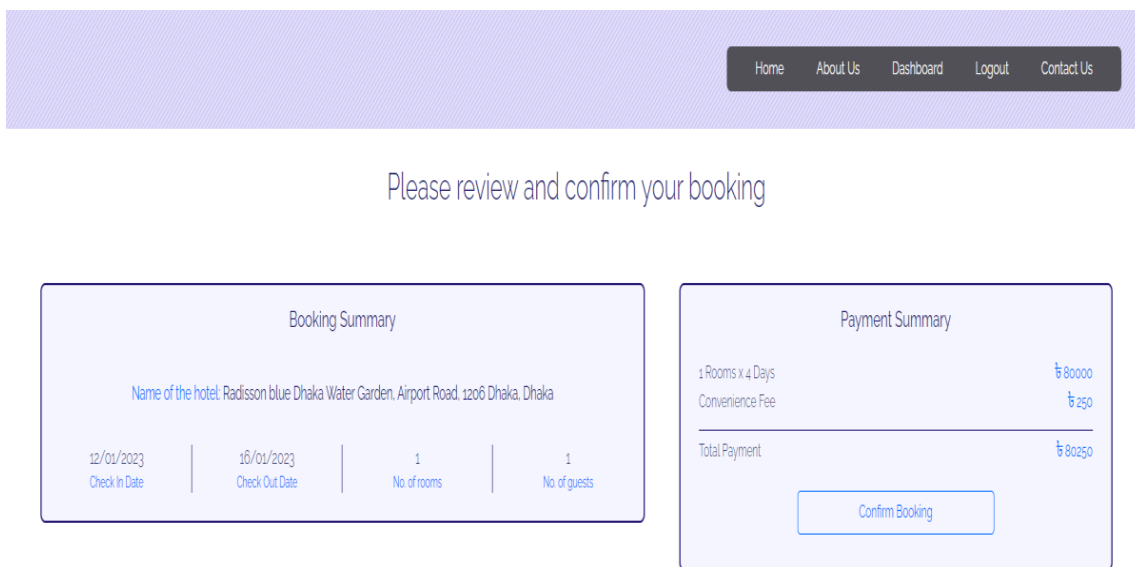 Home About Us Dashboard Logout Contact Us
Please review and confirm your booking
Booking Summary
Name of the hotel: Radisson blue Dhaka Water Garden, Airport Road, 1206 Dhaka, Dhaka
12/01/2023 16/01/2023 1 1
Check In Date Check Out Date No. of rooms No. of guests
Payment Summary
1 Rooms x 4 Days ৳ 80000
Convenience Fee ৳ 250
Total Payment ৳ 80250
Confirm Booking